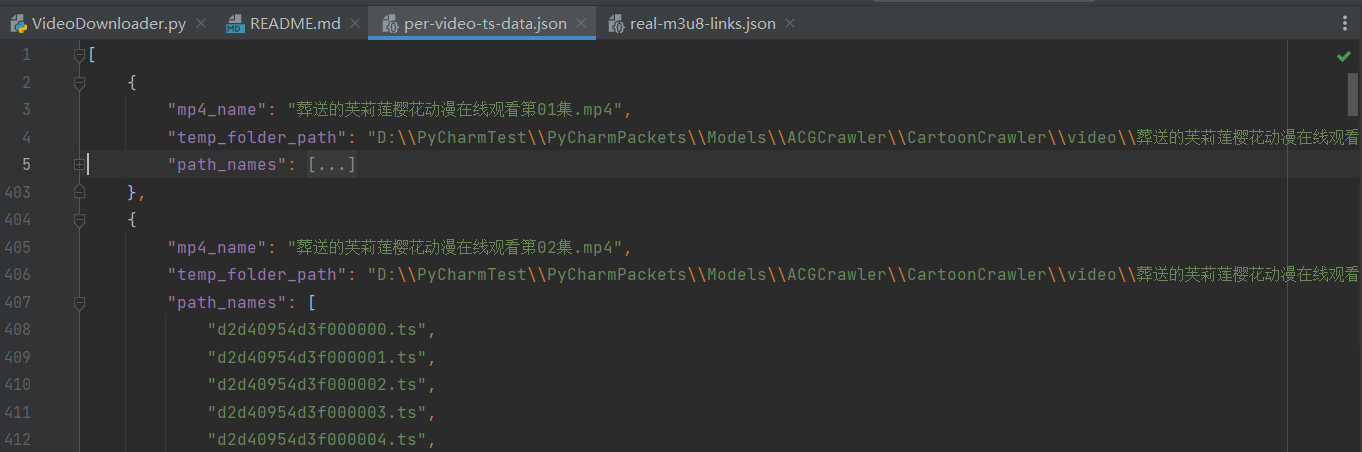 VideoDownloader.py README.md per-video-ts-data.json real-m3u8-links.json
1 [
2 {
3 "mp4_name": "葬送的芙莉莲樱花动漫在线观看第01集.mp4",
4 "temp_folder_path": "D:\\PyCharmTest\\PyCharmPackets\\Models\\ACGCrawler\\CartoonCrawler\\video\\葬送的芙莉莲樱花动漫在线观看
5 "path_names": [...]
403 },
404 {
405 "mp4_name": "葬送的芙莉莲樱花动漫在线观看第02集.mp4",
406 "temp_folder_path": "D:\\PyCharmTest\\PyCharmPackets\\Models\\ACGCrawler\\CartoonCrawler\\video\\葬送的芙莉莲樱花动漫在线观看
407 "path_names": [
408 "d2d40954d3f000000.ts",
409 "d2d40954d3f000001.ts",
410 "d2d40954d3f000002.ts",
411 "d2d40954d3f000003.ts",
412 "d2d40954d3f000004.ts",